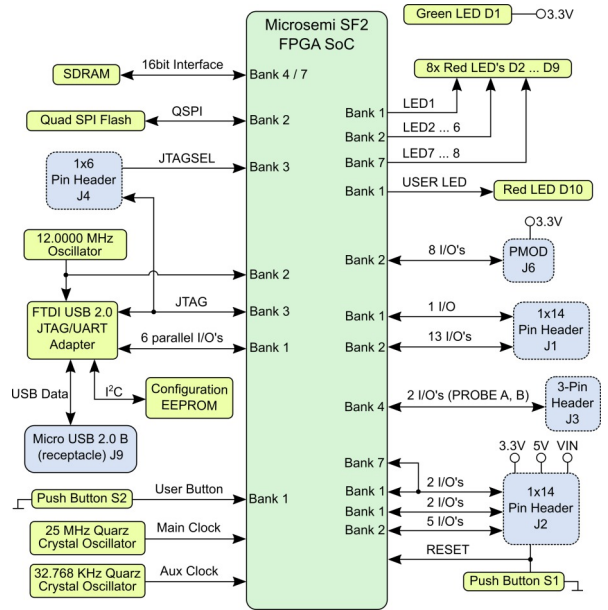 Microsemi SF2
FPGA SoC
Green LED D1
3.3V
SDRAM
16bit Interface
Bank 4 / 7
8x Red LED's D2 ... D9
Quad SPI Flash
QSPI
Bank 2
Bank 1
LED1
Bank 2
LED2 ... 6
Bank 7
LED7 ... 8
1x6
Pin Header
J4
JTAGSEL
Bank 3
Bank 1
USER LED
Red LED D10
12.0000 MHz
Oscillator
Bank 2
3.3V
Bank 2
8 I/O's
PMOD
J6
FTDI USB 2.0
JTAG/UART
Adapter
JTAG
Bank 3
6 parallel I/O's
Bank 1
Bank 1
1 I/O
Bank 2
13 I/O's
1x14
Pin Header
J1
USB Data
I²C
Configuration
EEPROM
Bank 4
2 I/O's (PROBE A, B)
3-Pin
Header
J3
Micro USB 2.0 B
(receptacle) J9
3.3V
5V
VIN
Bank 7
Bank 1
2 I/O's
Bank 1
2 I/O's
Bank 2
5 I/O's
1x14
Pin Header
J2
Push Button S2
User Button
Bank 1
25 MHz Quarz
Crystal Oscillator
Main Clock
RESET
32.768 KHz Quarz
Crystal Oscillator
Aux Clock
Push Button S1